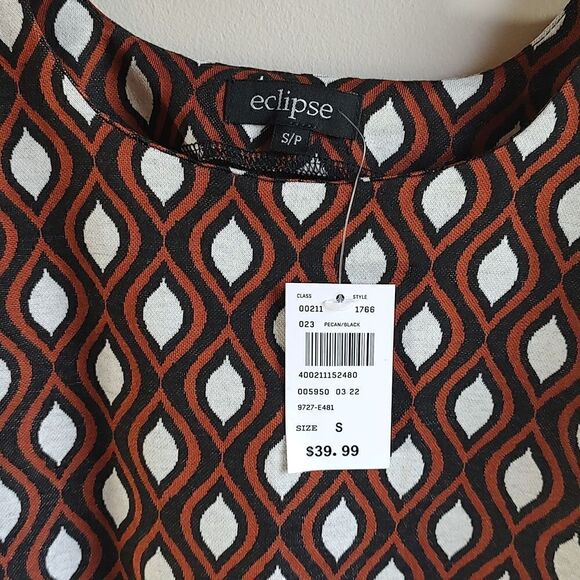 eclipse
S/P
CLASS STYLE
00211 1766
023 PECAN/BLACK
400211152480
005950 03 22
9727-E481
SIZE S
$39.99